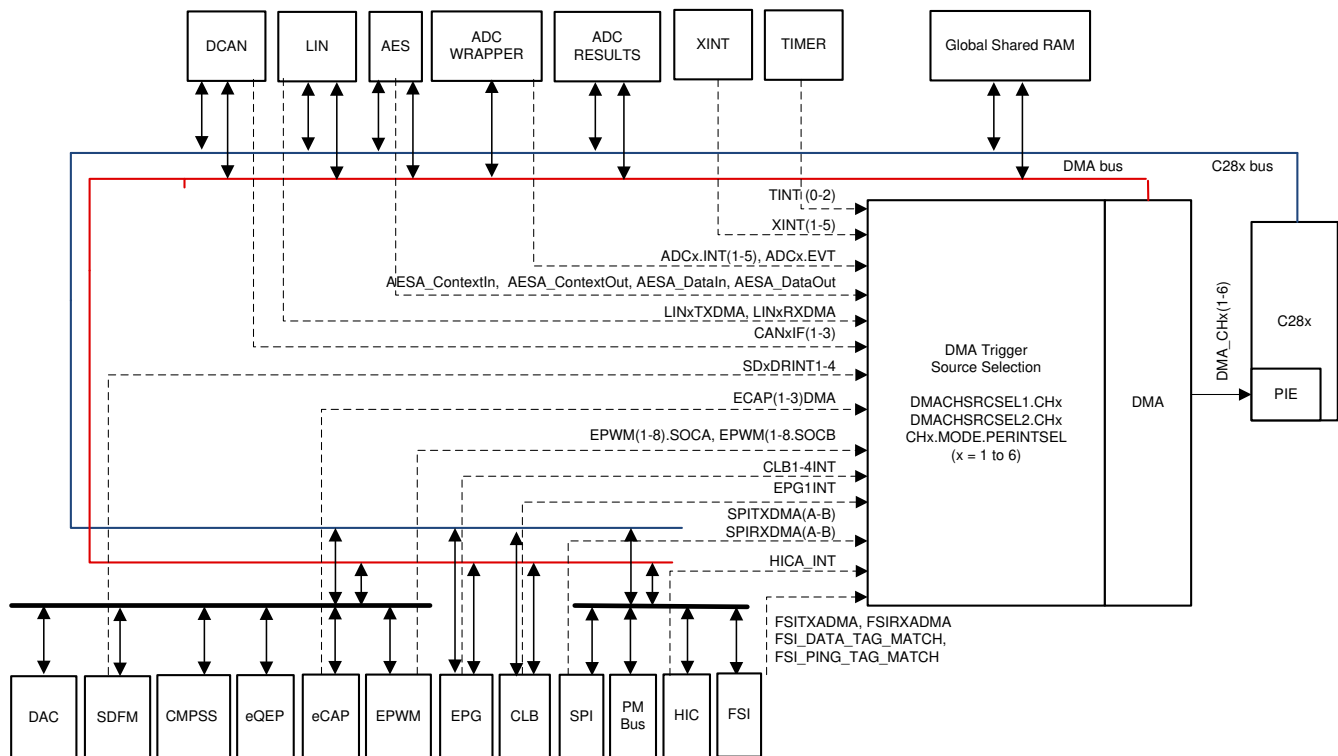 DCAN
LIN
AES
ADC
WRAPPER
ADC
RESULTS
XINT
TIMER
Global Shared RAM
DMA bus
C28x bus
TINT (0-2)
XINT(1-5)
ADCx.INT(1-5), ADCx.EVT
AESA_ContextIn, AESA_ContextOut, AESA_DataIn, AESA_DataOut
LINxTXDMA, LINxRXDMA
CANxIF(1-3)
SDxDRINT1-4
ECAP(1-3)DMA
EPWM(1-8).SOCA, EPWM(1-8.SOCB
CLB1-4INT
EPG1INT
SPITXDMA(A-B)
SPIRXDMA(A-B)
HICA_INT
FSITXADMA, FSIRXADMA
FSI_DATA_TAG_MATCH,
FSI_PING_TAG_MATCH
DMA Trigger
Source Selection
DMACHSRCSEL1.CHx
DMACHSRCSEL2.CHx
CHx.MODE.PERINTSEL
(x = 1 to 6)
DMA
DMA_CHx(1-6)
C28x
PIE
DAC
SDFM
CMPSS
eQEP
eCAP
EPWM
EPG
CLB
SPI
PM
Bus
HIC
FSI